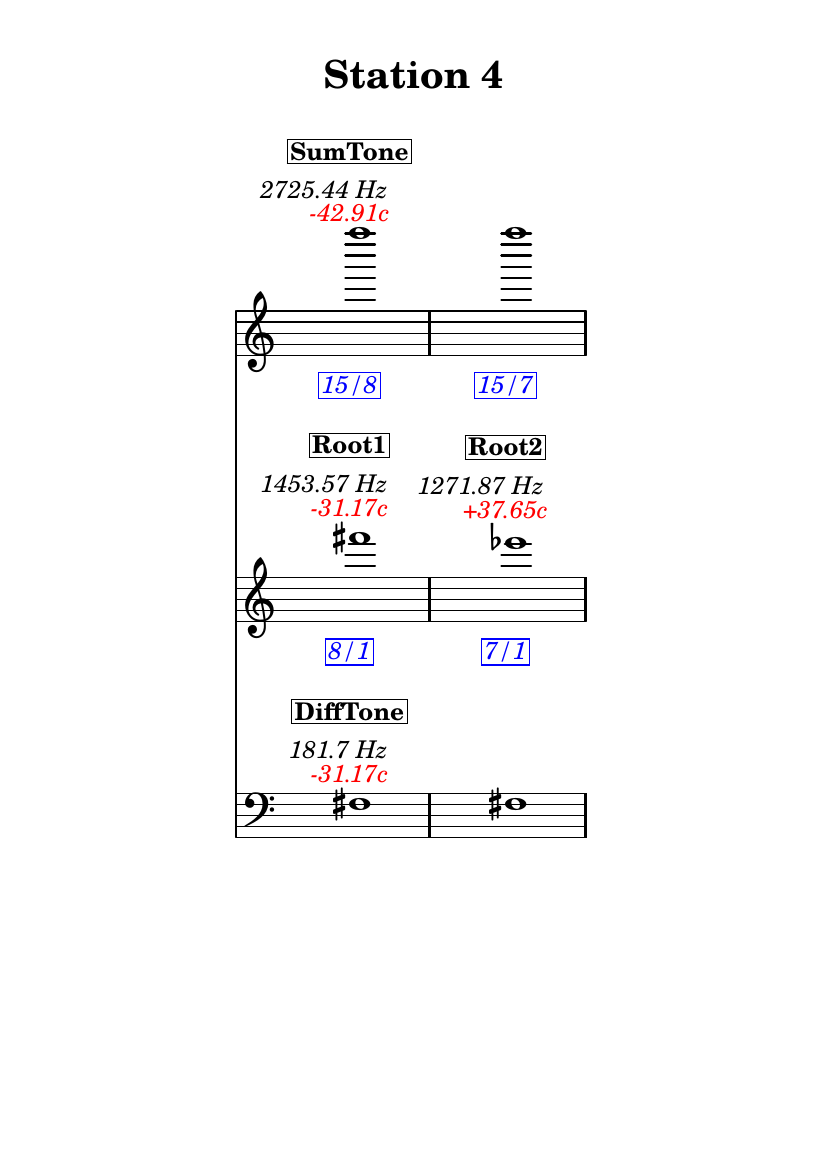 Station 4
SumTone
2725.44 Hz
-42.91c
15/8 15/7
Root1 Root2
1453.57 Hz 1271.87 Hz
-31.17c +37.65c
8/1 7/1
DiffTone
181.7 Hz
-31.17c